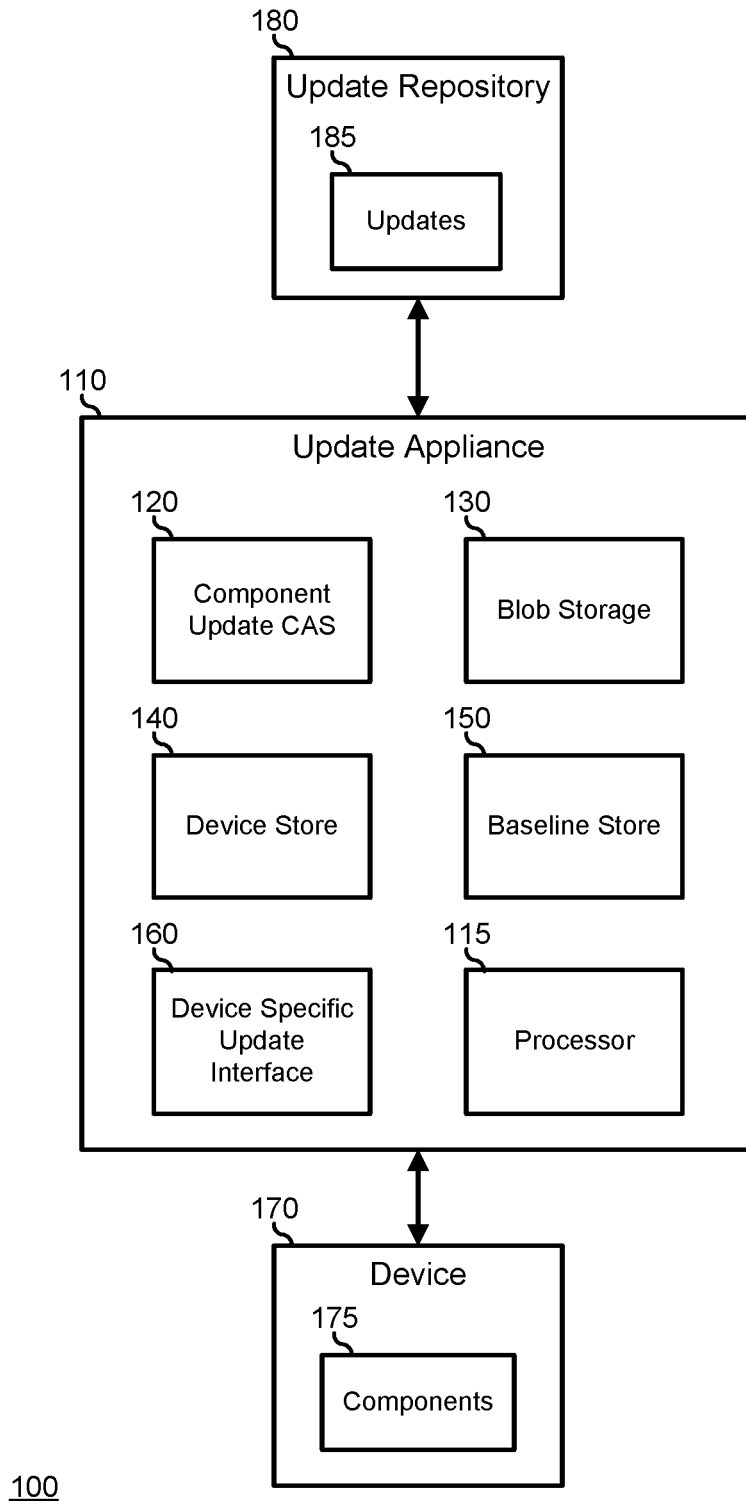 180
Update Repository
185
Updates
110
Update Appliance
120
Component
Update CAS
130
Blob Storage
140
Device Store
150
Baseline Store
160
Device Specific
Update
Interface
115
Processor
170
Device
175
Components
100